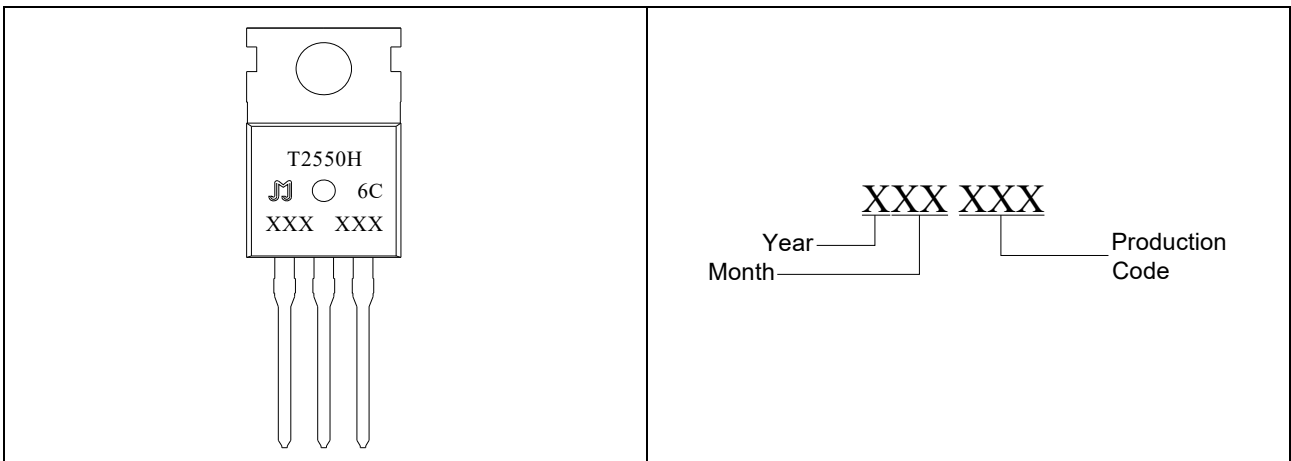 T2550H
JJ 6C
XXX XXX
XXX XXX
Year
Month
Production
Code